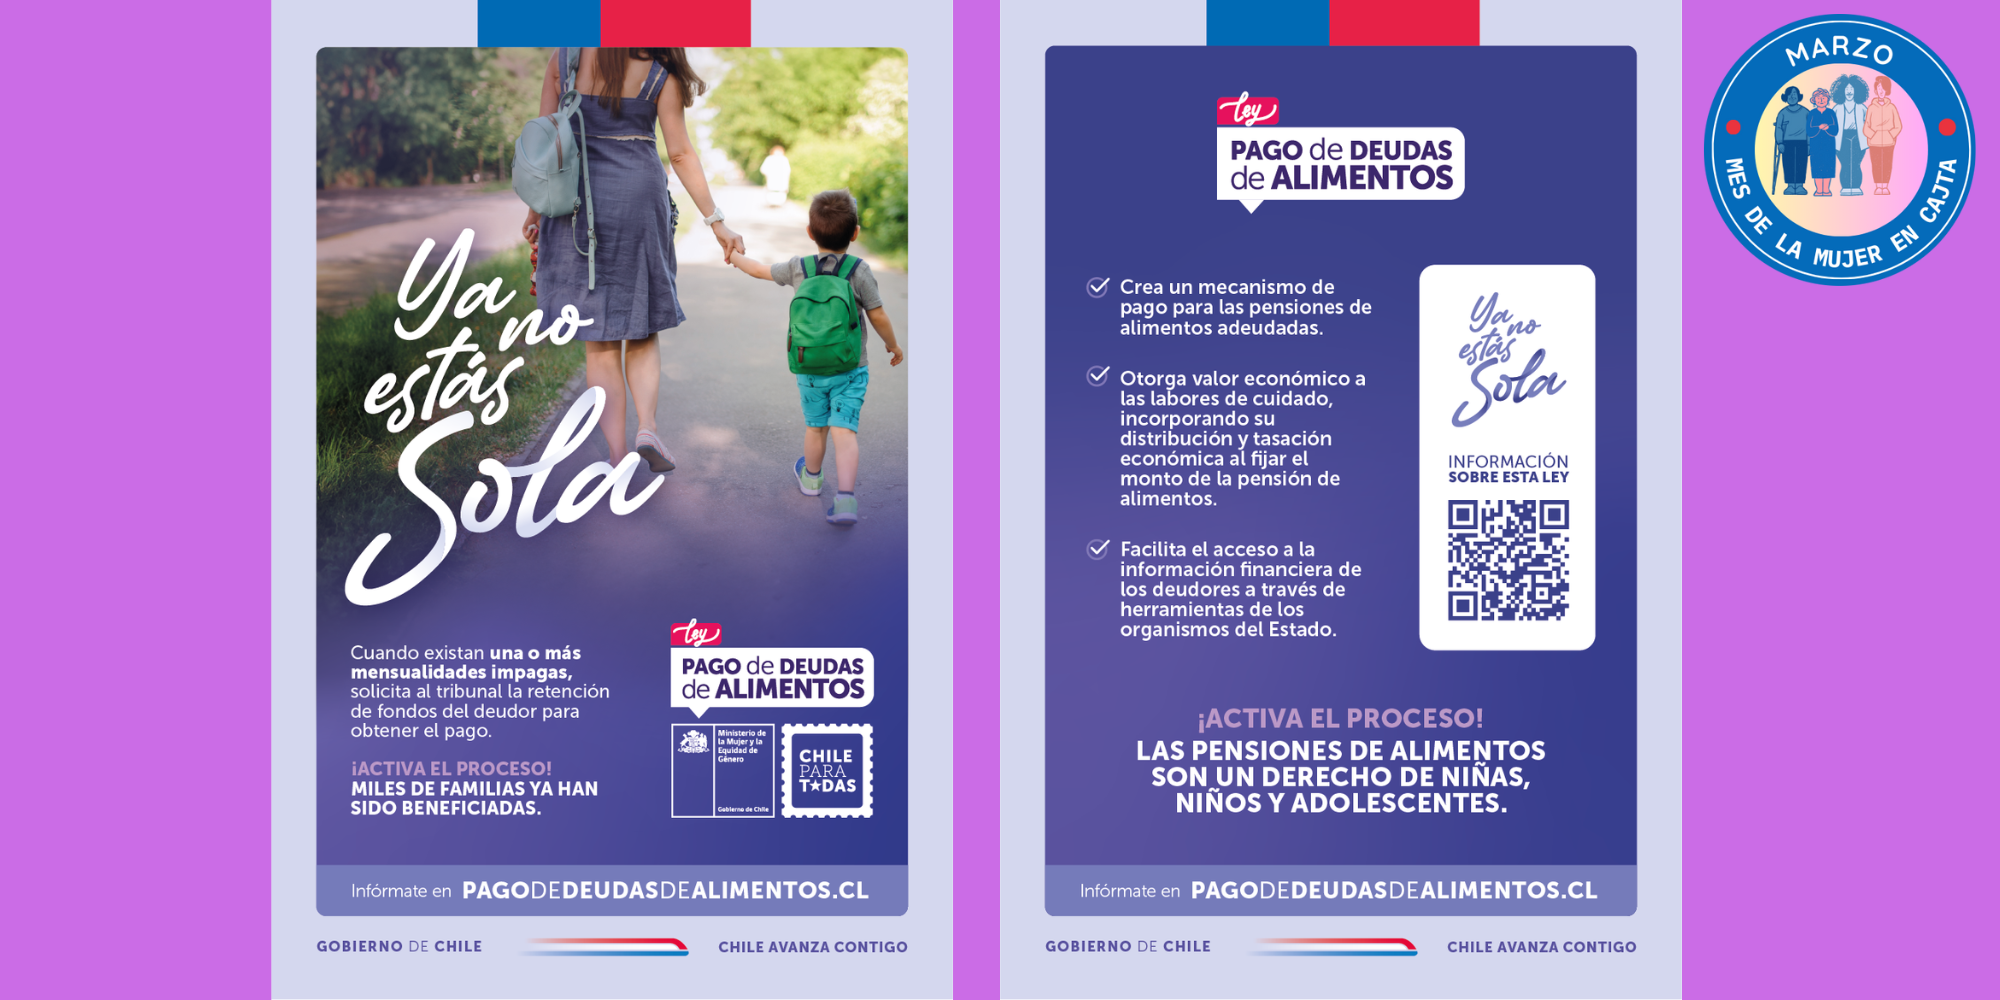 Ya no
estás
Sola
Cuando existan una o más
mensualidades impagas,
solicita al tribunal la retención
de fondos del deudor para
obtener el pago.
¡ACTIVA EL PROCESO!
MILES DE FAMILIAS YA HAN
SIDO BENEFICIADAS.
Ley
PAGO de DEUDAS
de ALIMENTOS
Ministerio de
la Mujer y la
Equidad de
Género
Gobierno de Chile
CHILE
PARA
T★DAS
Infórmate en PAGODEDEUDASDEALIMENTOS.CL
GOBIERNO DE CHILE
CHILE AVANZA CONTIGO
Ley
PAGO de DEUDAS
de ALIMENTOS
Crea un mecanismo de
pago para las pensiones de
alimentos adeudadas.
Otorga valor económico a
las labores de cuidado,
incorporando su
distribución y tasación
económica al fijar el
monto de la pensión de
alimentos.
Facilita el acceso a la
información financiera de
los deudores a través de
herramientas de los
organismos del Estado.
Ya no
estás
Sola
INFORMACIÓN
SOBRE ESTA LEY
¡ACTIVA EL PROCESO!
LAS PENSIONES DE ALIMENTOS
SON UN DERECHO DE NIÑAS,
NIÑOS Y ADOLESCENTES.
Infórmate en PAGODEDEUDASDEALIMENTOS.CL
GOBIERNO DE CHILE
CHILE AVANZA CONTIGO
MARZO
MES DE LA MUJER EN CAJTA